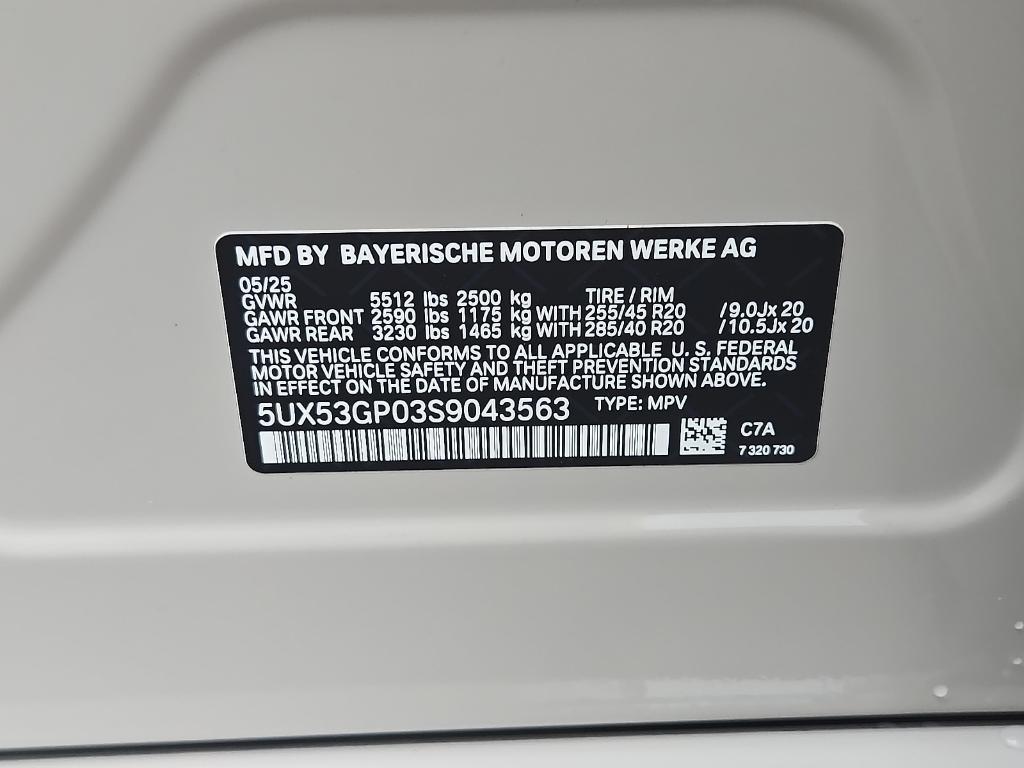 MFD BY BAYERISCHE MOTOREN WERKE AG
05/25
GVWR 5512 lbs 2500 kg TIRE / RIM
GAWR FRONT 2590 lbs 1175 kg WITH 255/45 R20 / 9.0Jx 20
GAWR REAR 3230 lbs 1465 kg WITH 285/40 R20 / 10.5Jx 20
THIS VEHICLE CONFORMS TO ALL APPLICABLE U. S. FEDERAL
MOTOR VEHICLE SAFETY AND THEFT PREVENTION STANDARDS
IN EFFECT ON THE DATE OF MANUFACTURE SHOWN ABOVE.
5UX53GP03S9043563 TYPE: MPV
C7A
7 320 730